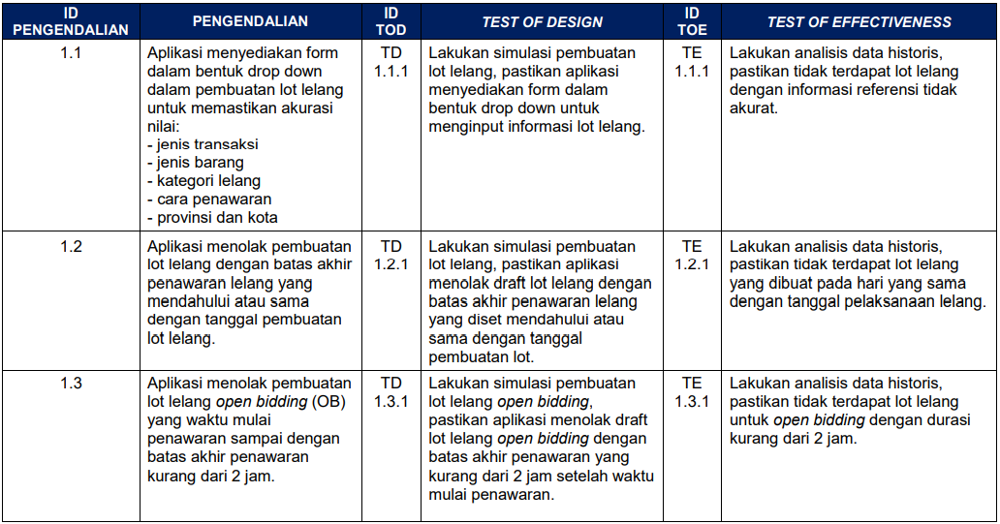 ID
PENGENDALIAN
PENGENDALIAN
ID
TOD
TEST OF DESIGN
ID
TOE
TEST OF EFFECTIVENESS
1.1
Aplikasi menyediakan form
dalam bentuk drop down
dalam pembuatan lot lelang
untuk memastikan akurasi
nilai:
- jenis transaksi
- jenis barang
- kategori lelang
- cara penawaran
- provinsi dan kota
TD
1.1.1
Lakukan simulasi pembuatan
lot lelang, pastikan aplikasi
menyediakan form dalam
bentuk drop down untuk
menginput informasi lot lelang.
TE
1.1.1
Lakukan analisis data historis,
pastikan tidak terdapat lot lelang
dengan informasi referensi tidak
akurat.
1.2
Aplikasi menolak pembuatan
lot lelang dengan batas akhir
penawaran lelang yang
mendahului atau sama
dengan tanggal pembuatan
lot lelang.
TD
1.2.1
Lakukan simulasi pembuatan
lot lelang, pastikan aplikasi
menolak draft lot lelang dengan
batas akhir penawaran lelang
yang diset mendahului atau
sama dengan tanggal
pembuatan lot.
TE
1.2.1
Lakukan analisis data historis,
pastikan tidak terdapat lot lelang
yang dibuat pada hari yang sama
dengan tanggal pelaksanaan lelang.
1.3
Aplikasi menolak pembuatan
lot lelang open bidding (OB)
yang waktu mulai
penawaran sampai dengan
batas akhir penawaran
kurang dari 2 jam.
TD
1.3.1
Lakukan simulasi pembuatan
lot lelang open bidding,
pastikan aplikasi menolak draft
lot lelang open bidding dengan
batas akhir penawaran yang
kurang dari 2 jam setelah waktu
mulai penawaran.
TE
1.3.1
Lakukan analisis data historis,
pastikan tidak terdapat lot lelang
untuk open bidding dengan durasi
kurang dari 2 jam.